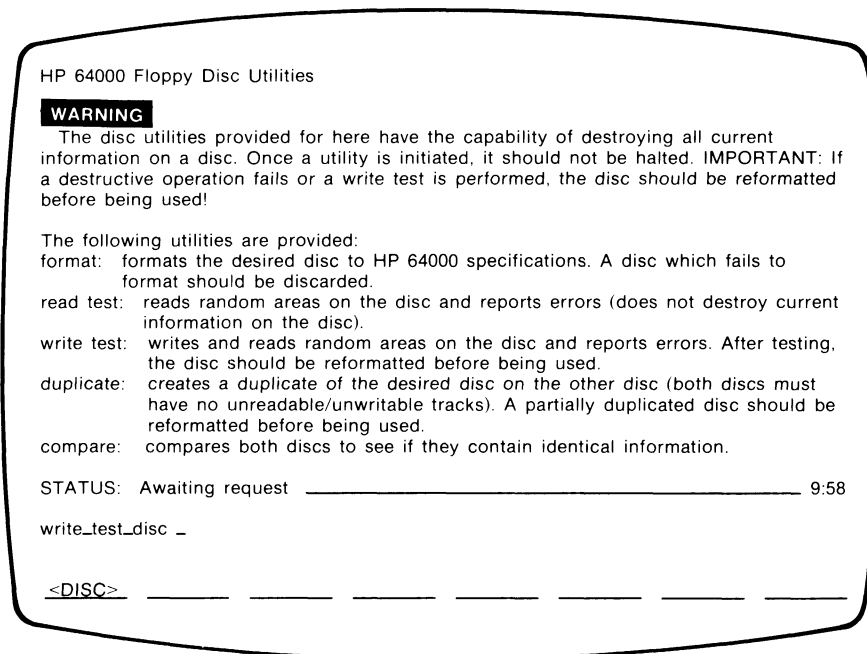 HP 64000 Floppy Disc Utilities
WARNING
The disc utilities provided for here have the capability of destroying all current
information on a disc. Once a utility is initiated, it should not be halted. IMPORTANT: If
a destructive operation fails or a write test is performed, the disc should be reformatted
before being used!
The following utilities are provided:
format: formats the desired disc to HP 64000 specifications. A disc which fails to
format should be discarded.
read test: reads random areas on the disc and reports errors (does not destroy current
information on the disc).
write test: writes and reads random areas on the disc and reports errors. After testing,
the disc should be reformatted before being used.
duplicate: creates a duplicate of the desired disc on the other disc (both discs must
have no unreadable/unwritable tracks). A partially duplicated disc should be
reformatted before being used.
compare: compares both discs to see if they contain identical information.
STATUS: Awaiting request 9:58
write_test_disc _
<DISC>